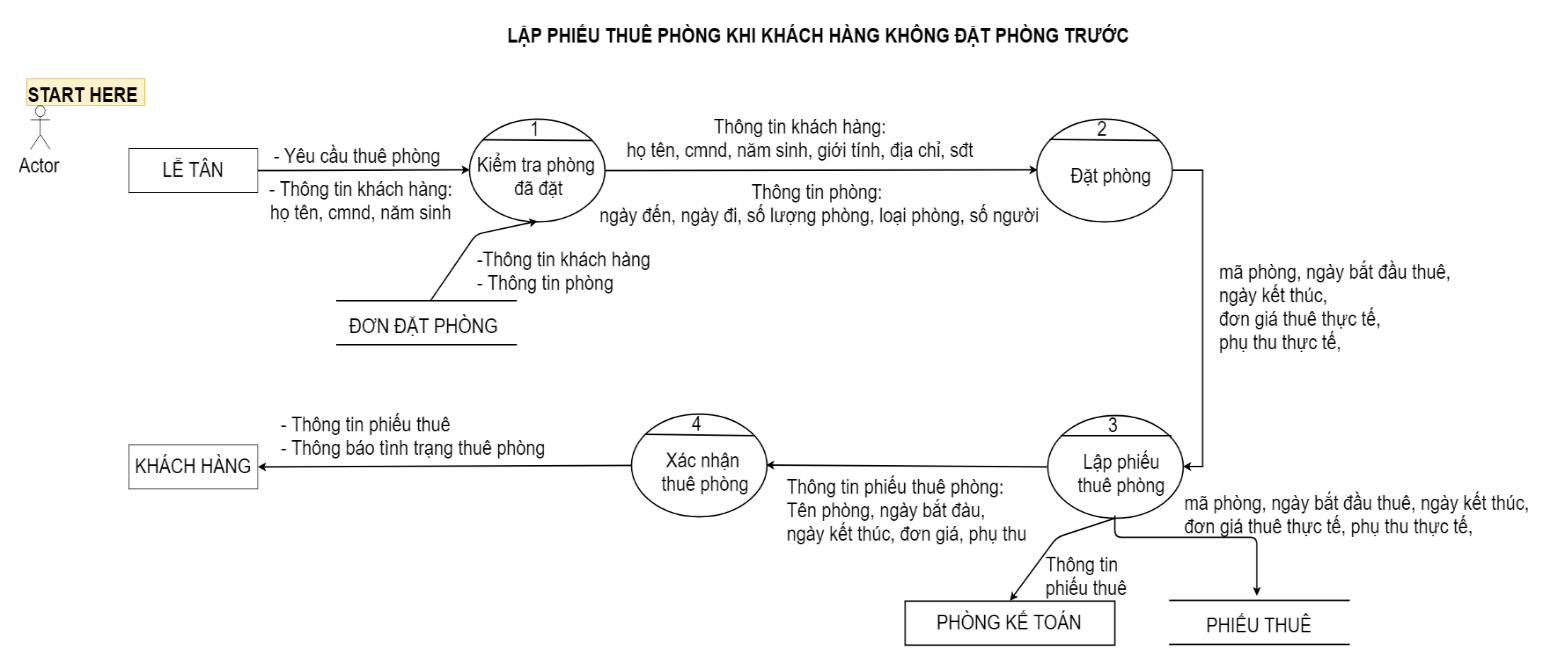 LẬP PHIẾU THUÊ PHÒNG KHI KHÁCH HÀNG KHÔNG ĐẶT PHÒNG TRƯỚC
START HERE
Actor
LỄ TÂN
- Yêu cầu thuê phòng
- Thông tin khách hàng:
họ tên, cmnd, năm sinh
1
Kiểm tra phòng
đã đặt
Thông tin khách hàng:
họ tên, cmnd, năm sinh, giới tính, địa chỉ, sđt
Thông tin phòng:
ngày đến, ngày đi, số lượng phòng, loại phòng, số người
2
Đặt phòng
-Thông tin khách hàng
- Thông tin phòng
ĐƠN ĐẶT PHÒNG
mã phòng, ngày bắt đầu thuê,
ngày kết thúc,
đơn giá thuê thực tế,
phụ thu thực tế,
KHÁCH HÀNG
- Thông tin phiếu thuê
- Thông báo tình trạng thuê phòng
4
Xác nhận
thuê phòng
Thông tin phiếu thuê phòng:
Tên phòng, ngày bắt đàu,
ngày kết thúc, đơn giá, phụ thu
3
Lập phiếu
thuê phòng
mã phòng, ngày bắt đầu thuê, ngày kết thúc,
đơn giá thuê thực tế, phụ thu thực tế,
Thông tin
phiếu thuê
PHÒNG KẾ TOÁN
PHIẾU THUÊ